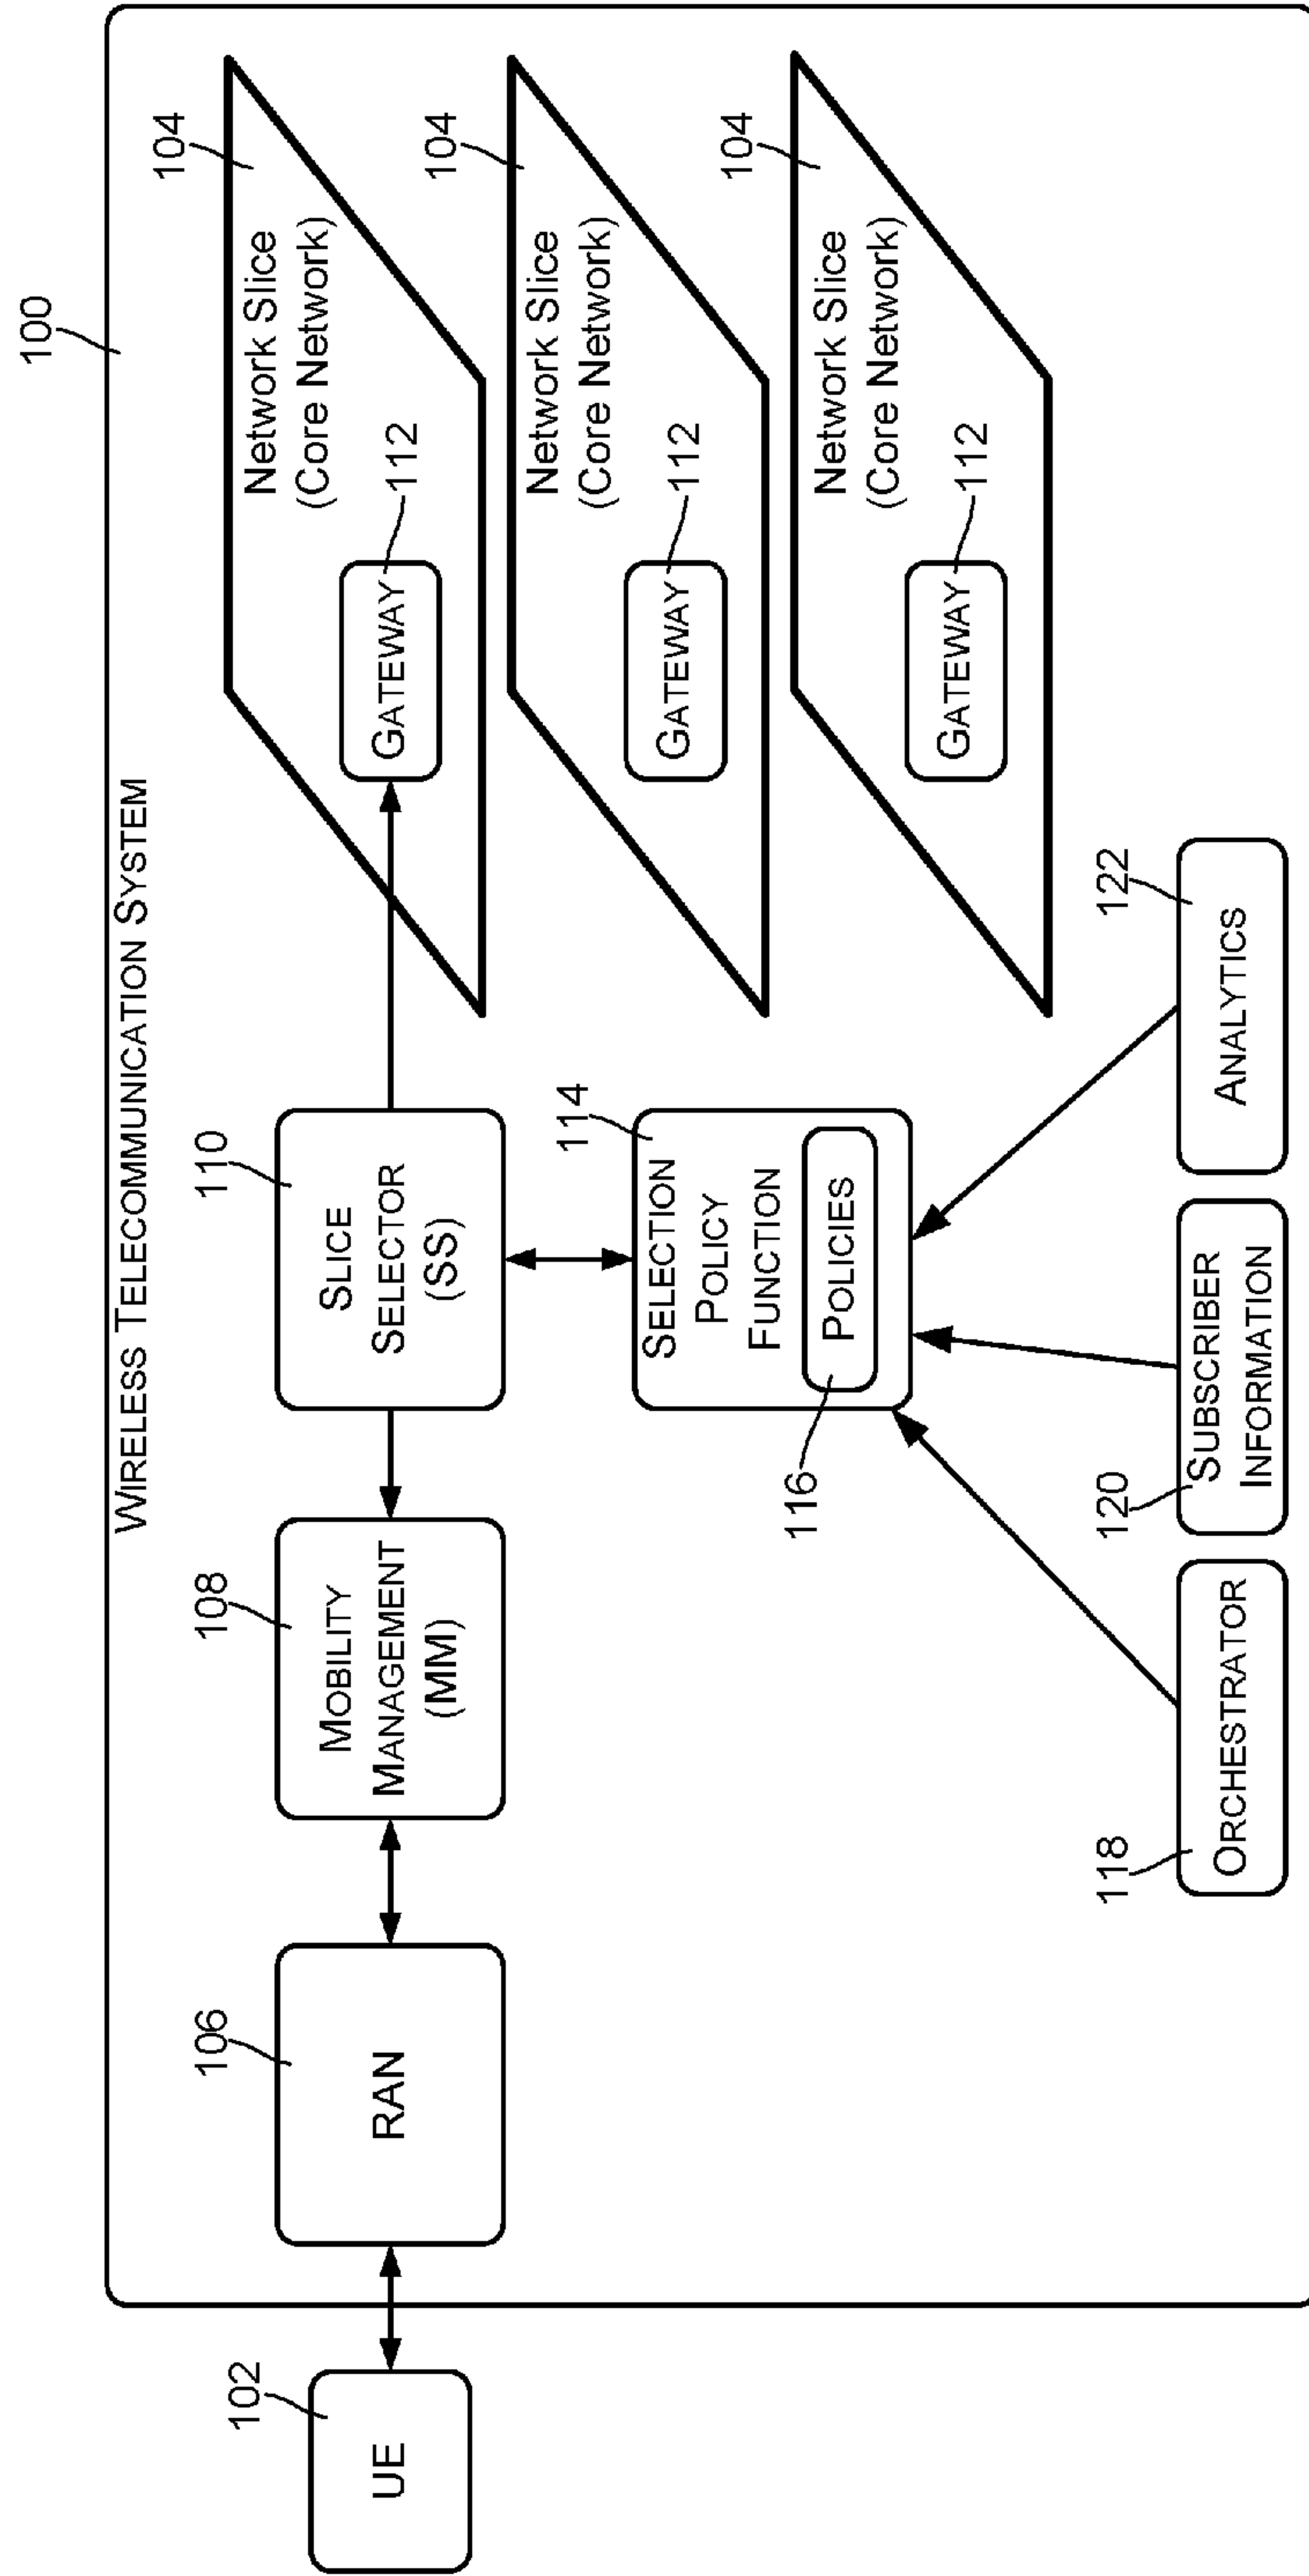 100
WIRELESS TELECOMMUNICATION SYSTEM
102
UE
106
RAN
108
MOBILITY
MANAGEMENT
(MM)
110
SLICE
SELECTOR
(SS)
104
Network Slice
(Core Network)
112
GATEWAY
104
Network Slice
(Core Network)
112
GATEWAY
104
Network Slice
(Core Network)
112
GATEWAY
114
SELECTION
POLICY
FUNCTION
116
POLICIES
118
ORCHESTRATOR
120
SUBSCRIBER
INFORMATION
122
ANALYTICS